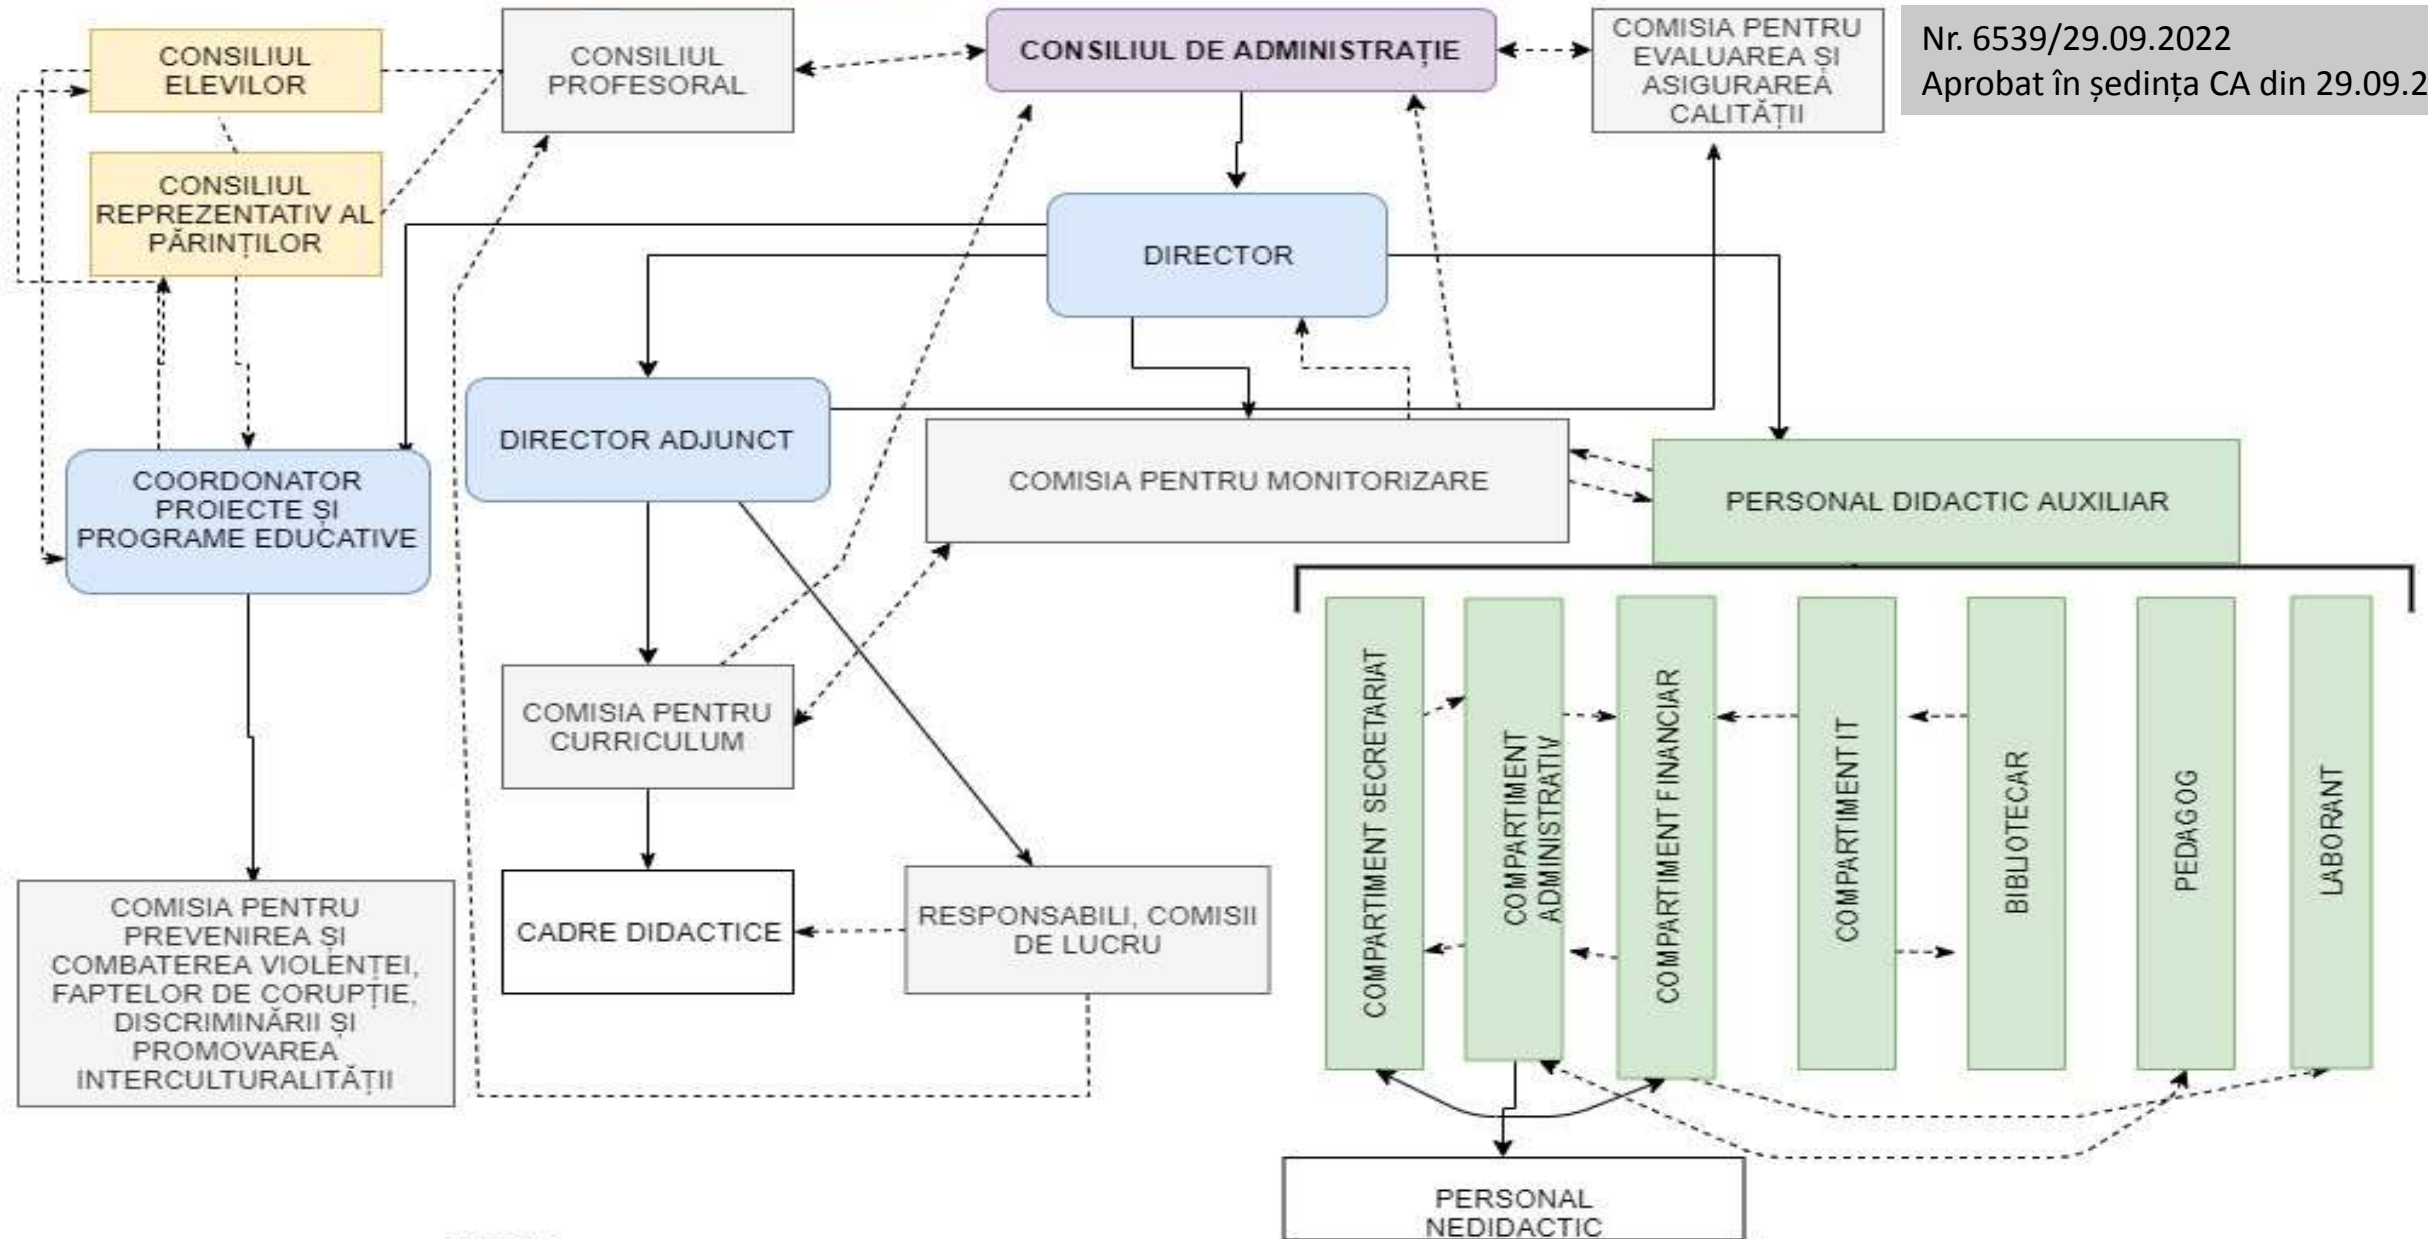 CONSILIUL
ELEVILOR
CONSILIUL
PROFESORAL
CONSILIUL DE ADMINISTRAȚIE
COMISIA PENTRU
EVALUAREA ȘI
ASIGURAREA
CALITĂȚII
Nr. 6539/29.09.2022
Aprobat în ședința CA din 29.09.2
CONSILIUL
REPREZENTATIV AL
PĂRINȚILOR
DIRECTOR
DIRECTOR ADJUNCT
COMISIA PENTRU MONITORIZARE
PERSONAL DIDACTIC AUXILIAR
COORDONATOR
PROIECTE ȘI
PROGRAME EDUCATIVE
COMISIA PENTRU
CURRICULUM
COMPARTIMENT SECRETARIAT
COMPARTIMENT
ADMINISTRATIV
COMPARTIMENT FINANCIAR
COMPARTIMENT IT
BIBLIOTECAR
PEDAGOG
LABORANT
COMISIA PENTRU
PREVENIREA ȘI
COMBATEREA VIOLENȚEI,
FAPTELOR DE CORUPȚIE,
DISCRIMINĂRII ȘI
PROMOVAREA
INTERCULTURALITĂȚII
CADRE DIDACTICE
RESPONSABILI, COMISII
DE LUCRU
PERSONAL
NEDIDACTIC